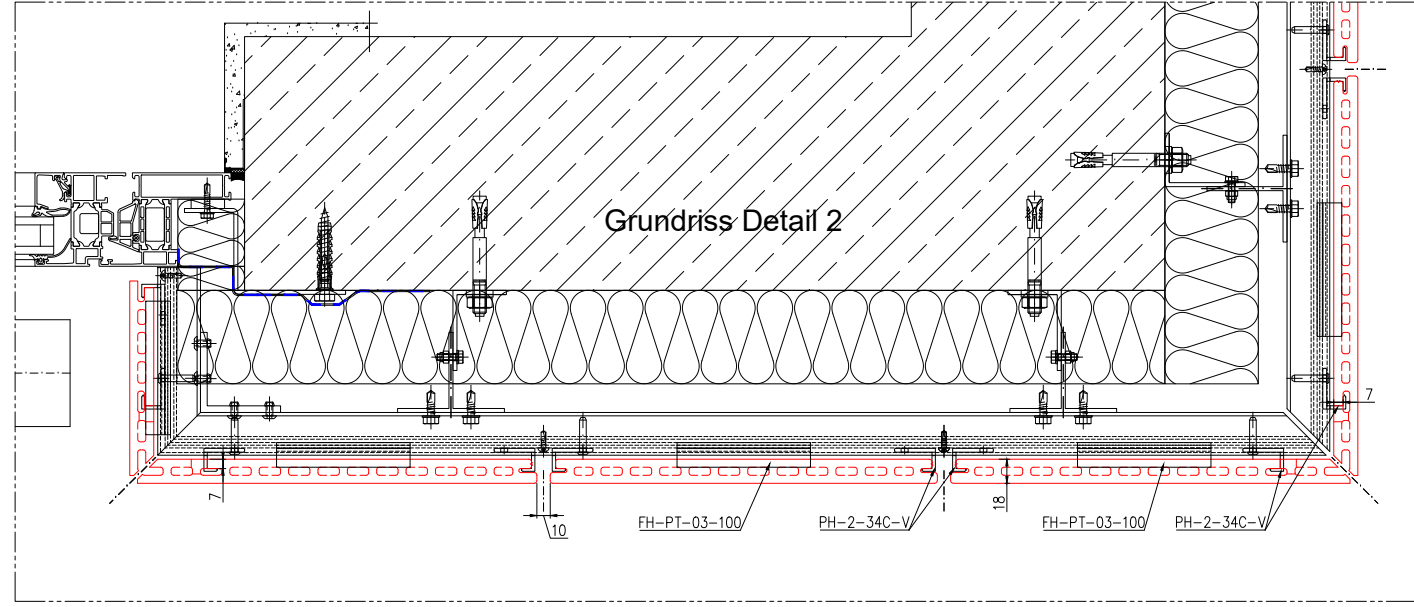 Grundriss Detail 2
7
7
18
10
FH-PT-03-100
PH-2-34C-V
FH-PT-03-100
PH-2-34C-V